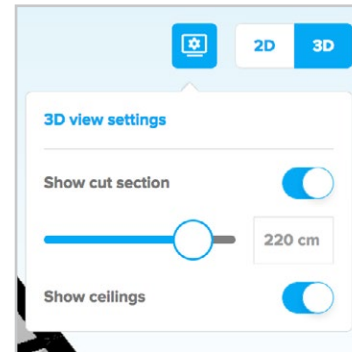 2D 3D
3D view settings
Show cut section
220 cm
Show ceilings